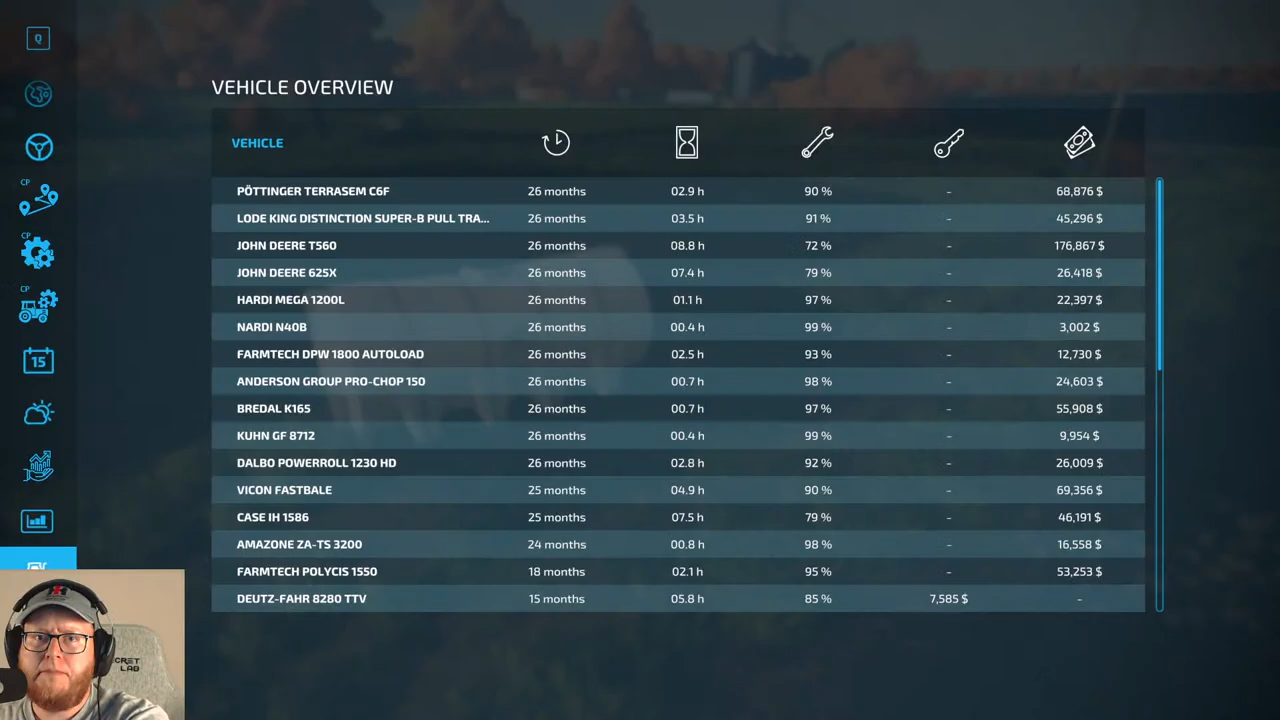 Q
VEHICLE OVERVIEW
VEHICLE
CP
PÖTTINGER TERRASEM C6F 26 months 02.9 h 90 % - 68,876 $
LODE KING DISTINCTION SUPER-B PULL TRA... 26 months 03.5 h 91 % - 45,296 $
CP
JOHN DEERE T560 26 months 08.8 h 72 % - 176,867 $
JOHN DEERE 625X 26 months 07.4 h 79 % - 26,418 $
CP
HARDI MEGA 1200L 26 months 01.1 h 97 % - 22,397 $
NARDI N40B 26 months 00.4 h 99 % - 3,002 $
15
FARMTECH DPW 1800 AUTOLOAD 26 months 02.5 h 93 % - 12,730 $
ANDERSON GROUP PRO-CHOP 150 26 months 00.7 h 98 % - 24,603 $
BREDAL K165 26 months 00.7 h 97 % - 55,908 $
KUHN GF 8712 26 months 00.4 h 99 % - 9,954 $
DALBO POWERROLL 1230 HD 26 months 02.8 h 92 % - 26,009 $
VICON FASTBALE 25 months 04.9 h 90 % - 69,356 $
CASE IH 1586 25 months 07.5 h 79 % - 46,191 $
AMAZONE ZA-TS 3200 24 months 00.8 h 98 % - 16,558 $
FARMTECH POLYCIS 1550 18 months 02.1 h 95 % - 53,253 $
DEUTZ-FAHR 8280 TTV 15 months 05.8 h 85 % 7,585 $ -
ECRET
LAB